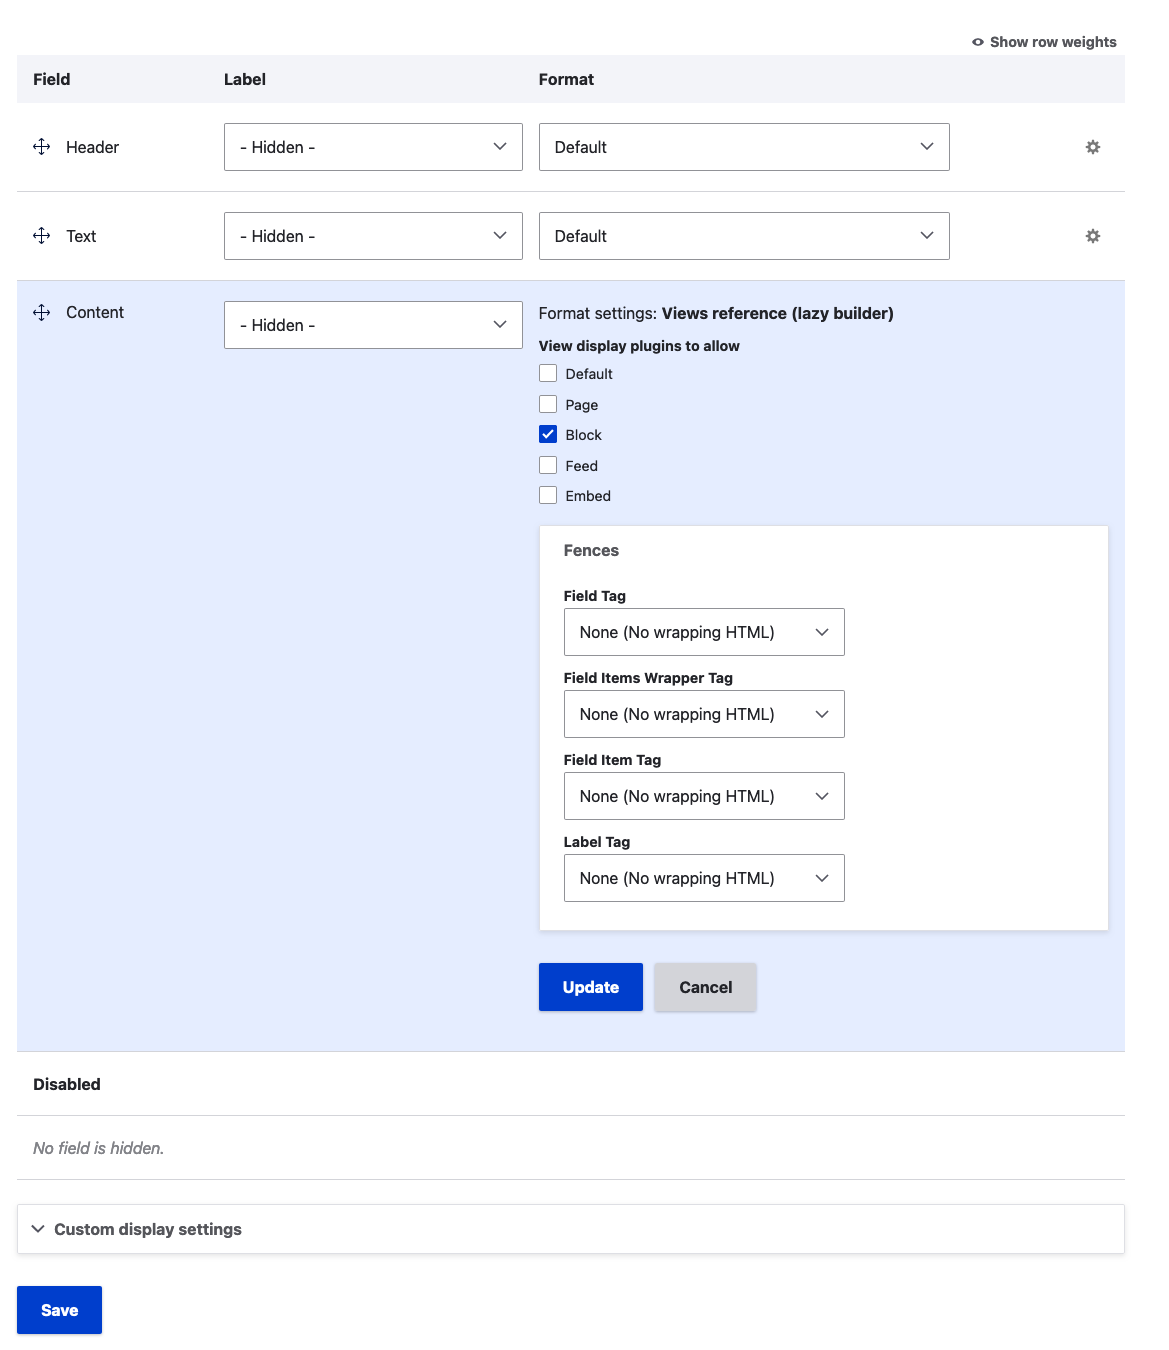 Show row weights
Field Label Format
Header - Hidden - Default
Text - Hidden - Default
Content - Hidden - Format settings: Views reference (lazy builder)
View display plugins to allow
Default
Page
Block
Feed
Embed
Fences
Field Tag
None (No wrapping HTML)
Field Items Wrapper Tag
None (No wrapping HTML)
Field Item Tag
None (No wrapping HTML)
Label Tag
None (No wrapping HTML)
Update Cancel
Disabled
No field is hidden.
Custom display settings
Save